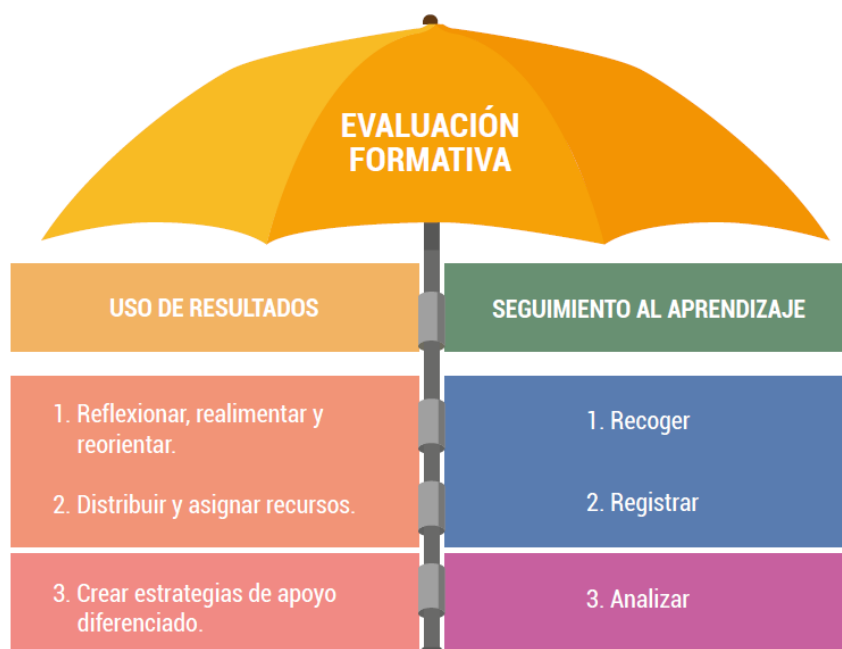 EVALUACIÓN
FORMATIVA
USO DE RESULTADOS
1. Reflexionar, realimentar y
reorientar.
2. Distribuir y asignar recursos.
3. Crear estrategias de apoyo
diferenciado.
SEGUIMIENTO AL APRENDIZAJE
1. Recoger
2. Registrar
3. Analizar